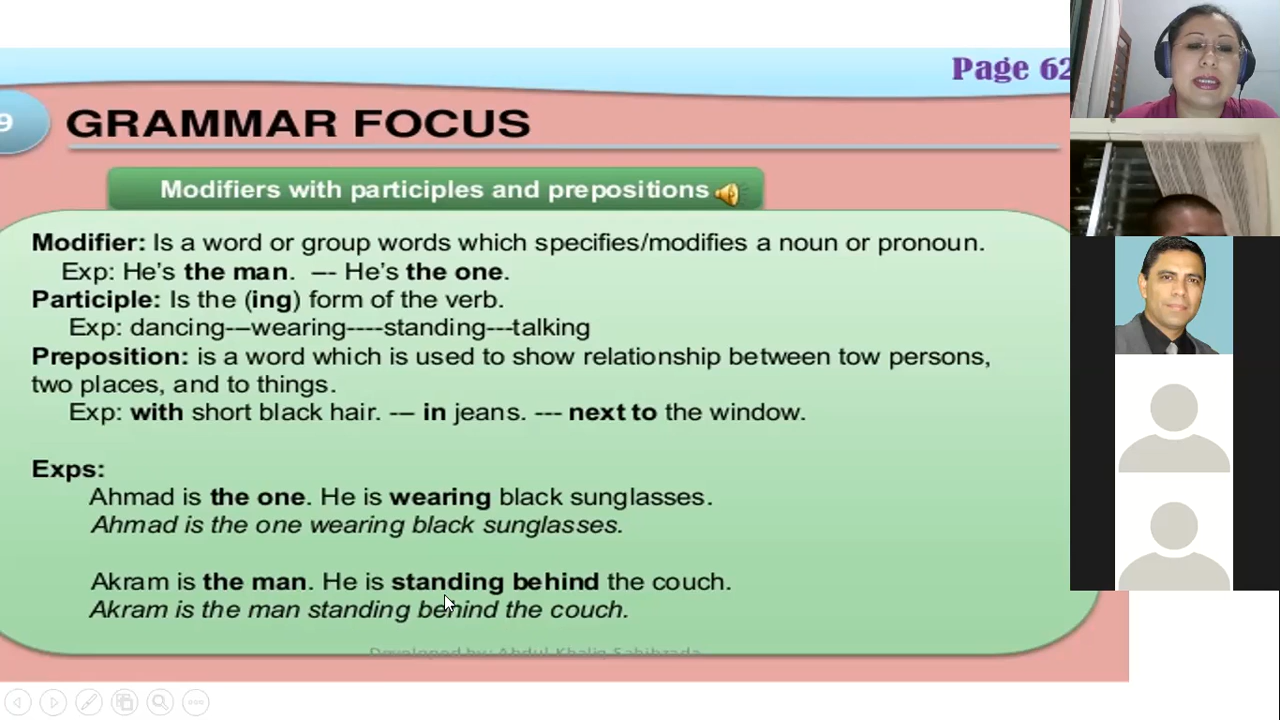 Page 62
9
GRAMMAR FOCUS
Modifiers with participles and prepositions
Modifier: Is a word or group words which specifies/modifies a noun or pronoun.
Exp: He's the man. --- He's the one.
Participle: Is the (ing) form of the verb.
Exp: dancing---wearing----standing---talking
Preposition: is a word which is used to show relationship between tow persons,
two places, and to things.
Exp: with short black hair. --- in jeans. --- next to the window.
Exps:
Ahmad is the one. He is wearing black sunglasses.
Ahmad is the one wearing black sunglasses.
Akram is the man. He is standing behind the couch.
Akram is the man standing behind the couch.
Developed by: Abdul Khaliq Sahibzada